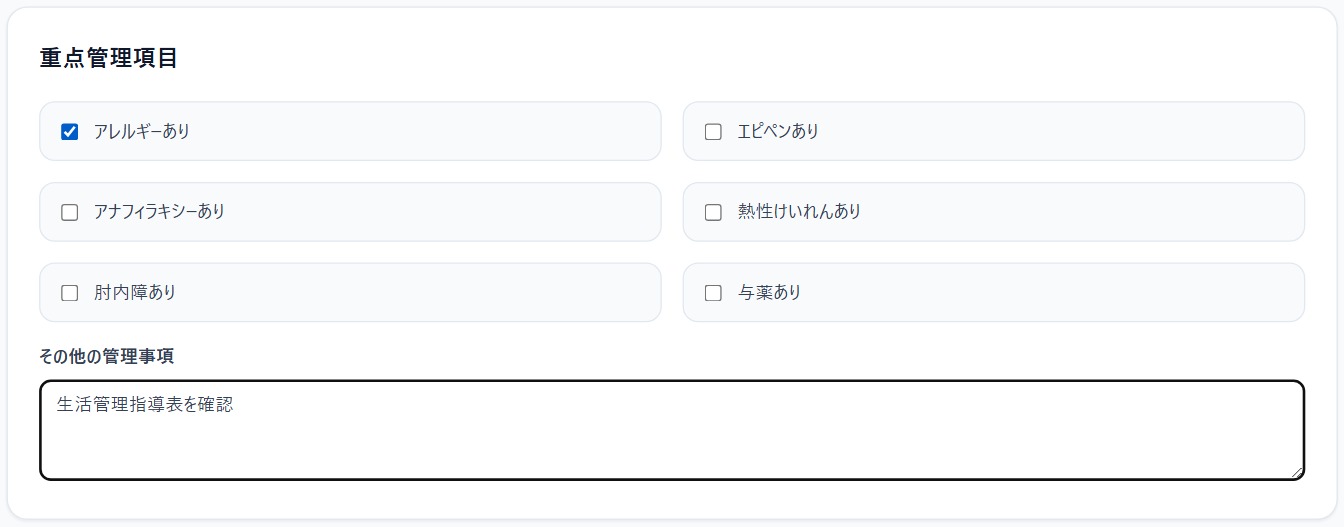 重点管理項目
アレルギーあり
エピペンあり
アナフィラキシーあり
熱性けいれんあり
肘内障あり
与薬あり
その他の管理事項
生活管理指導表を確認